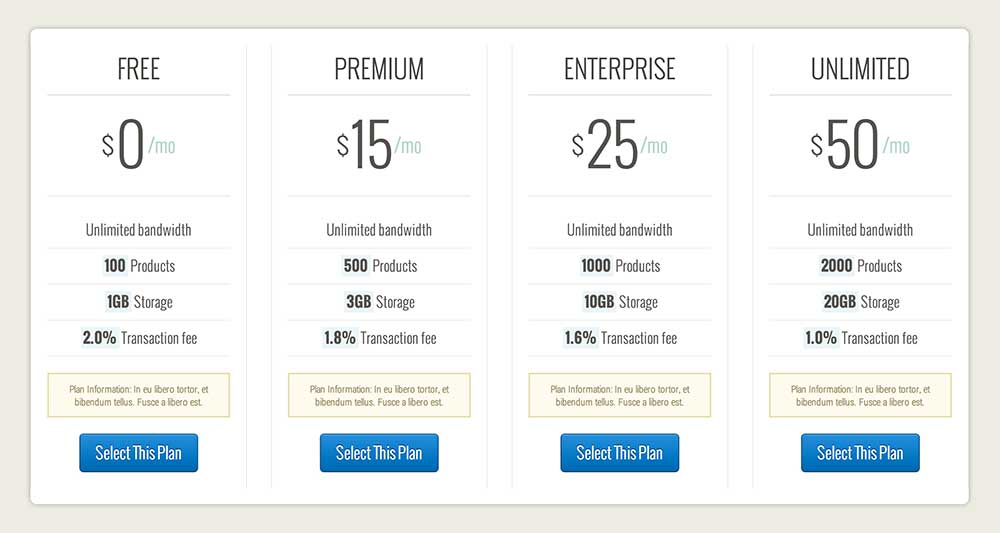 FREE
$0/mo
Unlimited bandwidth
100 Products
1GB Storage
2.0% Transaction fee
Plan Information: In eu libero tortor, et
bibendum tellus. Fusce a libero est.
Select This Plan
PREMIUM
$15/mo
Unlimited bandwidth
500 Products
3GB Storage
1.8% Transaction fee
Plan Information: In eu libero tortor, et
bibendum tellus. Fusce a libero est.
Select This Plan
ENTERPRISE
$25/mo
Unlimited bandwidth
1000 Products
10GB Storage
1.6% Transaction fee
Plan Information: In eu libero tortor, et
bibendum tellus. Fusce a libero est.
Select This Plan
UNLIMITED
$50/mo
Unlimited bandwidth
2000 Products
20GB Storage
1.0% Transaction fee
Plan Information: In eu libero tortor, et
bibendum tellus. Fusce a libero est.
Select This Plan